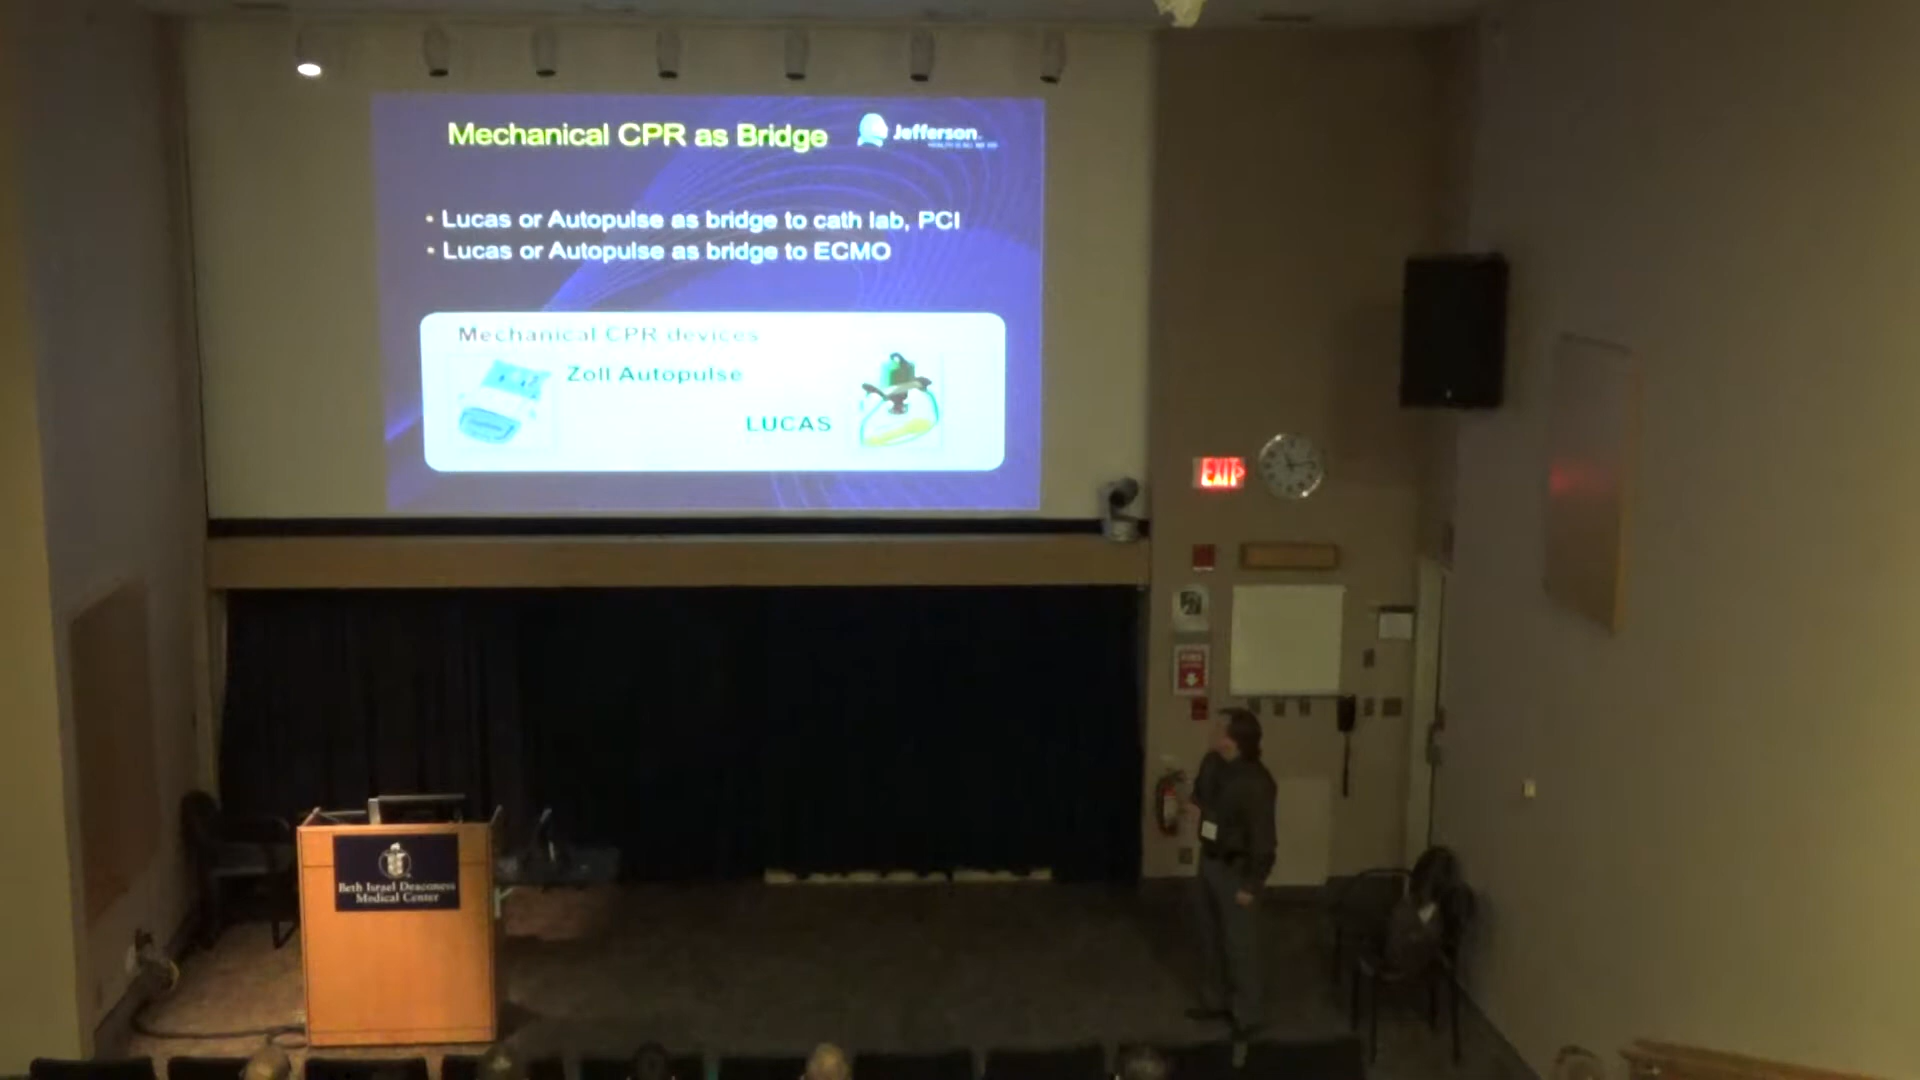 Mechanical CPR as Bridge
Jefferson
• Lucas or Autopulse as bridge to cath lab, PCI
• Lucas or Autopulse as bridge to ECMO
Mechanical CPR devices
Zoll Autopulse
LUCAS
EXIT
FIRE
Beth Israel Deaconess
Medical Center